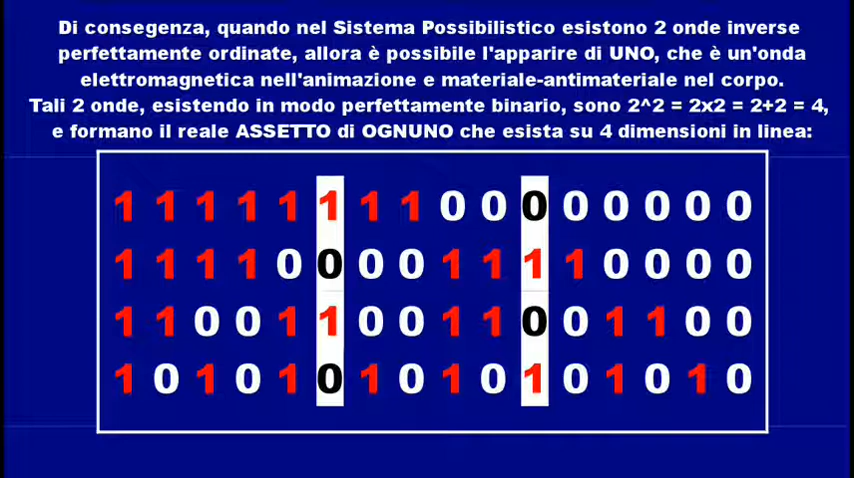 Di consegenza, quando nel Sistema Possibilistico esistono 2 onde inverse
perfettamente ordinate, allora è possibile l'apparire di UNO, che è un'onda
elettromagnetica nell'animazione e materiale-antimateriale nel corpo.
Tali 2 onde, esistendo in modo perfettamente binario, sono 2^2 = 2x2 = 2+2 = 4,
e formano il reale ASSETTO di OGNUNO che esista su 4 dimensioni in linea:
1 1 1 1 1 1 1 1 0 0 0 0 0 0 0 0
1 1 1 1 0 0 0 0 1 1 1 1 0 0 0 0
1 1 0 0 1 1 0 0 1 1 0 0 1 1 0 0
1 0 1 0 1 0 1 0 1 0 1 0 1 0 1 0